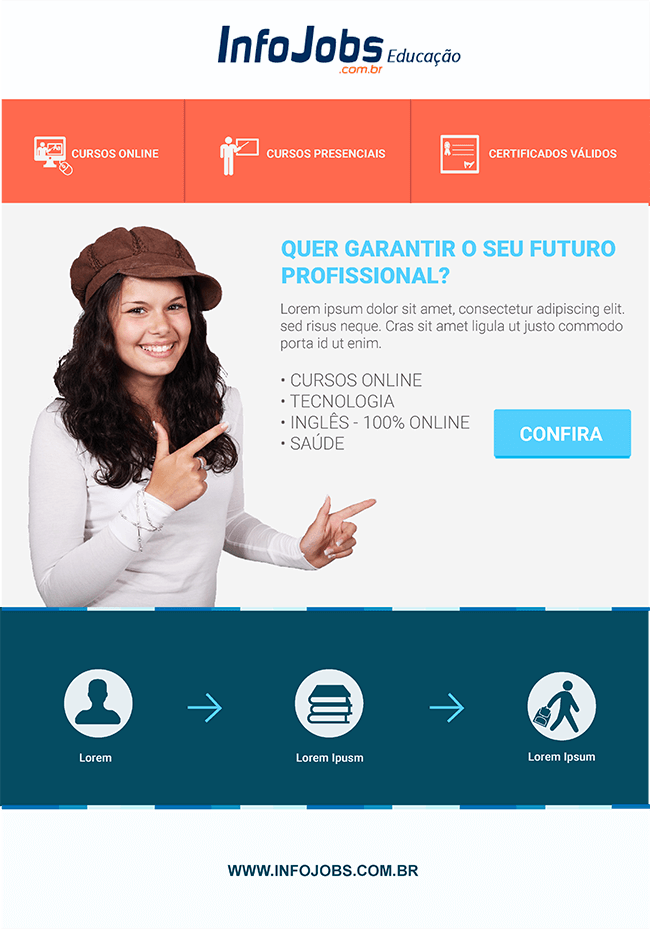 InfoJobs Educação
.com.br
CURSOS ONLINE
CURSOS PRESENCIAIS
CERTIFICADOS VÁLIDOS
QUER GARANTIR O SEU FUTURO
PROFISSIONAL?
Lorem ipsum dolor sit amet, consectetur adipiscing elit.
sed risus neque. Cras sit amet ligula ut justo commodo
porta id ut enim.
• CURSOS ONLINE
• TECNOLOGIA
• INGLÊS - 100% ONLINE
• SAÚDE
CONFIRA
Lorem
Lorem Ipusm
Lorem Ipsum
WWW.INFOJOBS.COM.BR